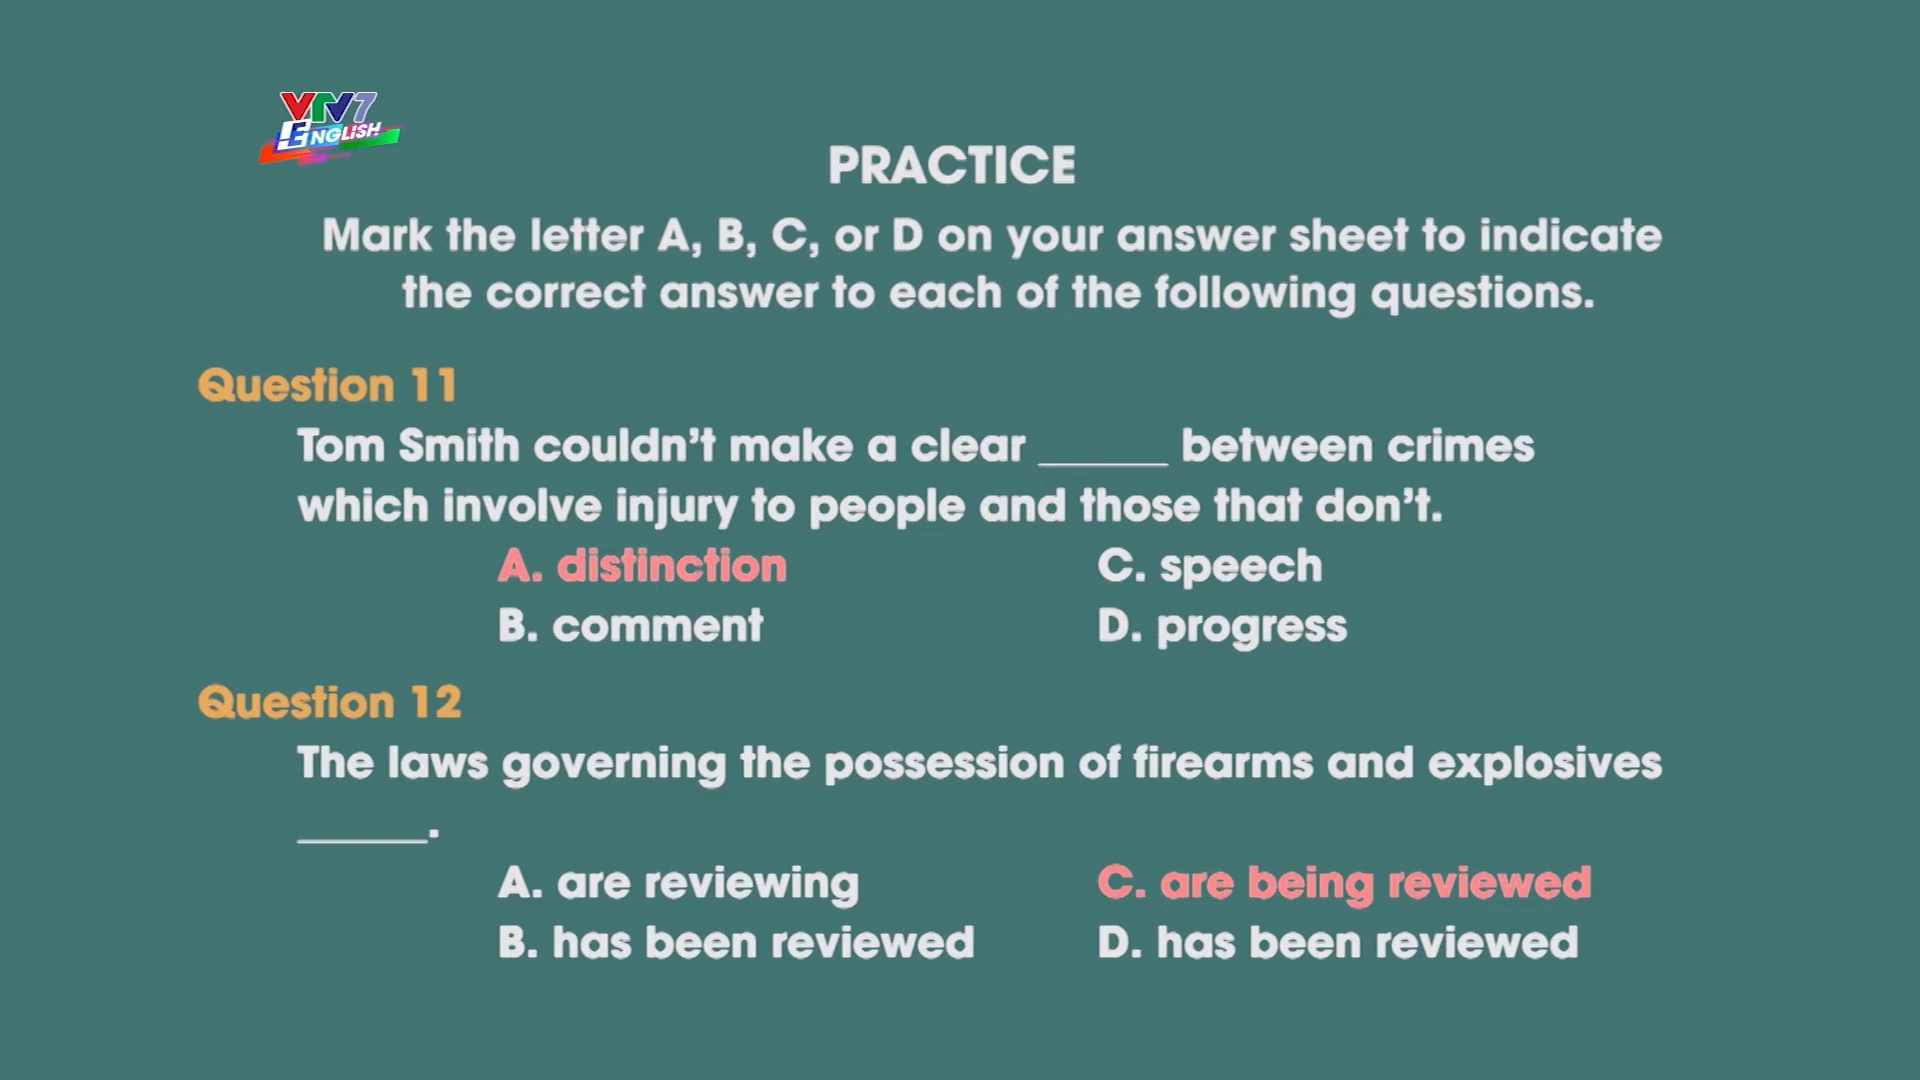 VTV7
ENGLISH
PRACTICE
Mark the letter A, B, C, or D on your answer sheet to indicate
the correct answer to each of the following questions.
Question 11
Tom Smith couldn't make a clear ______ between crimes
which involve injury to people and those that don't.
A. distinction
C. speech
B. comment
D. progress
Question 12
The laws governing the possession of firearms and explosives
______.
A. are reviewing
C. are being reviewed
B. has been reviewed
D. has been reviewed